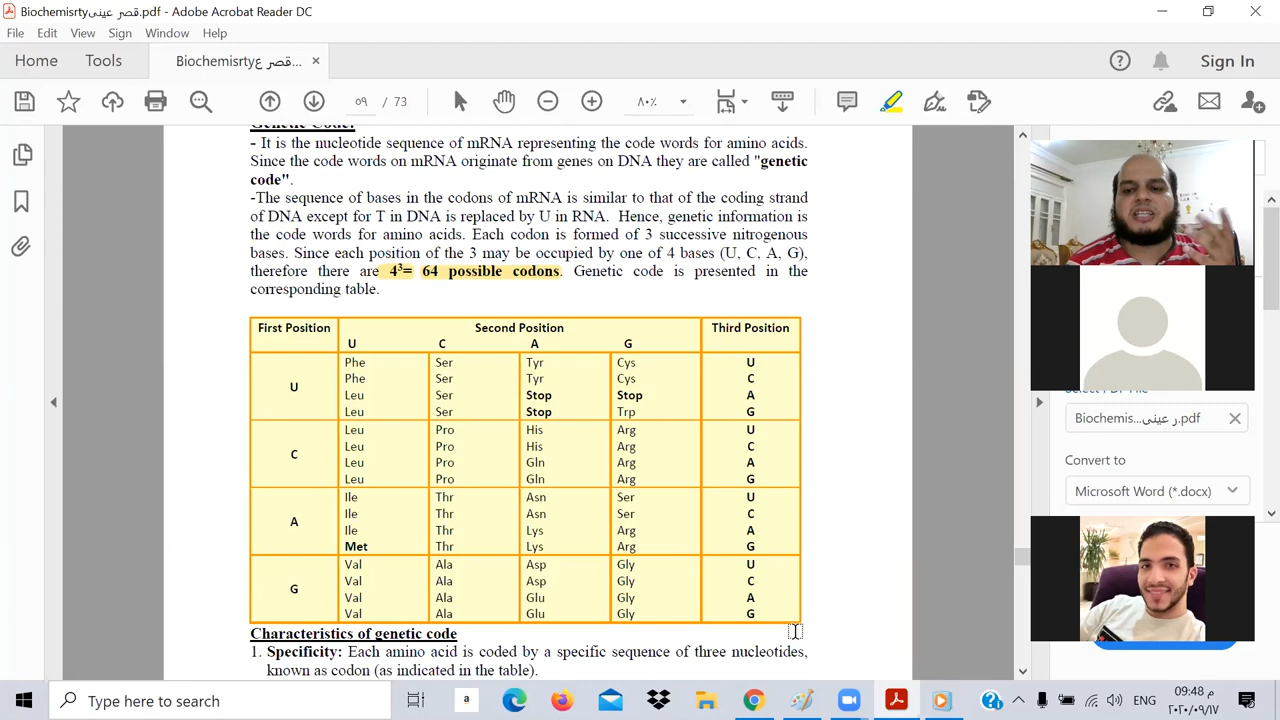 Biochemisrtyقصر عينى.pdf - Adobe Acrobat Reader DC
File Edit View Sign Window Help
Home Tools Biochemisrtyقصر ع... × Sign In
٥٩ / 73 ٨٠٪
Genetic Code:
- It is the nucleotide sequence of mRNA representing the code words for amino acids.
Since the code words on mRNA originate from genes on DNA they are called "genetic
code".
-The sequence of bases in the codons of mRNA is similar to that of the coding strand
of DNA except for T in DNA is replaced by U in RNA. Hence, genetic information is
the code words for amino acids. Each codon is formed of 3 successive nitrogenous
bases. Since each position of the 3 may be occupied by one of 4 bases (U, C, A, G),
therefore there are 4³= 64 possible codons. Genetic code is presented in the
corresponding table.
First Position Second Position Third Position
U C A G
U
Phe Ser Tyr Cys U
Phe Ser Tyr Cys C
Leu Ser Stop Stop A
Leu Ser Stop Trp G
C
Leu Pro His Arg U
Leu Pro His Arg C
Leu Pro Gln Arg A
Leu Pro Gln Arg G
A
Ile Thr Asn Ser U
Ile Thr Asn Ser C
Ile Thr Lys Arg A
Met Thr Lys Arg G
G
Val Ala Asp Gly U
Val Ala Asp Gly C
Val Ala Glu Gly A
Val Ala Glu Gly G
Characteristics of genetic code
1. Specificity: Each amino acid is coded by a specific sequence of three nucleotides,
known as codon (as indicated in the table).
Biochemis...ر عينى.pdf
Convert to
Microsoft Word (*.docx)
Type here to search
a
ENG
09:48 م
٢٠٢٠/٠٩/١٧